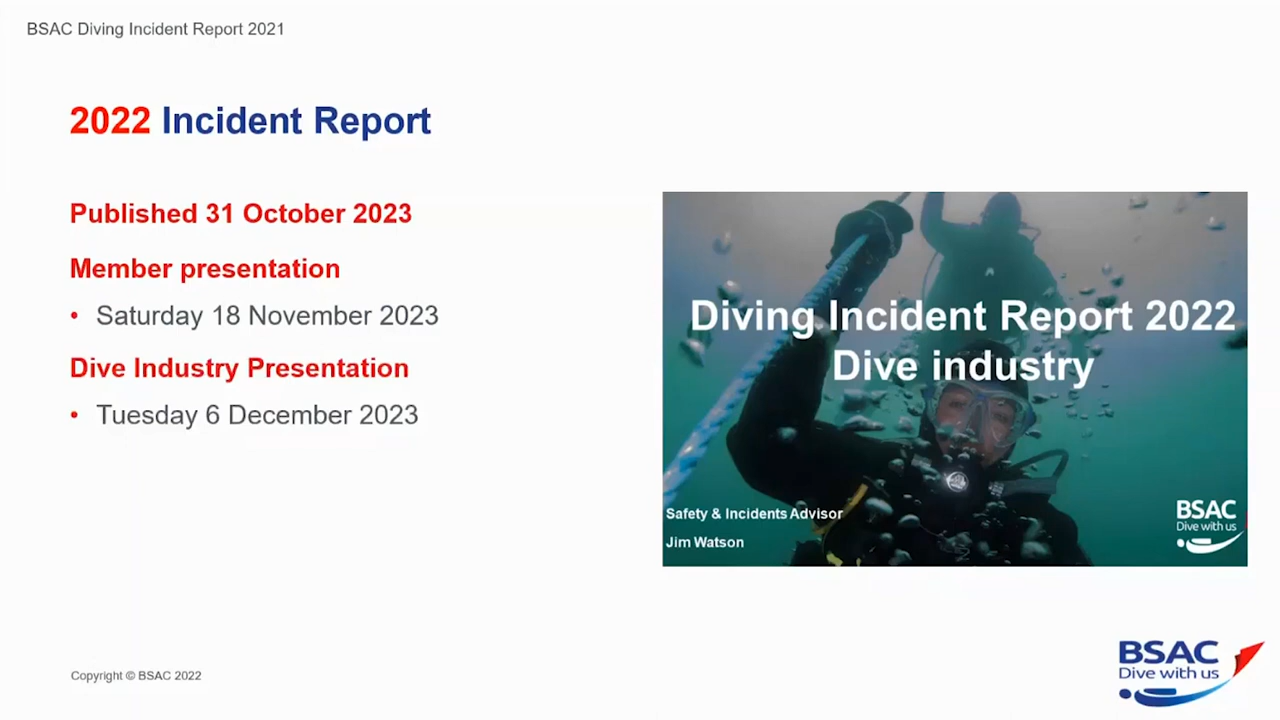 BSAC Diving Incident Report 2021
2022 Incident Report
Published 31 October 2023
Member presentation
• Saturday 18 November 2023
Dive Industry Presentation
• Tuesday 6 December 2023
Diving Incident Report 2022
Dive industry
Safety & Incidents Advisor
Jim Watson
BSAC
Dive with us
Copyright © BSAC 2022
BSAC
Dive with us